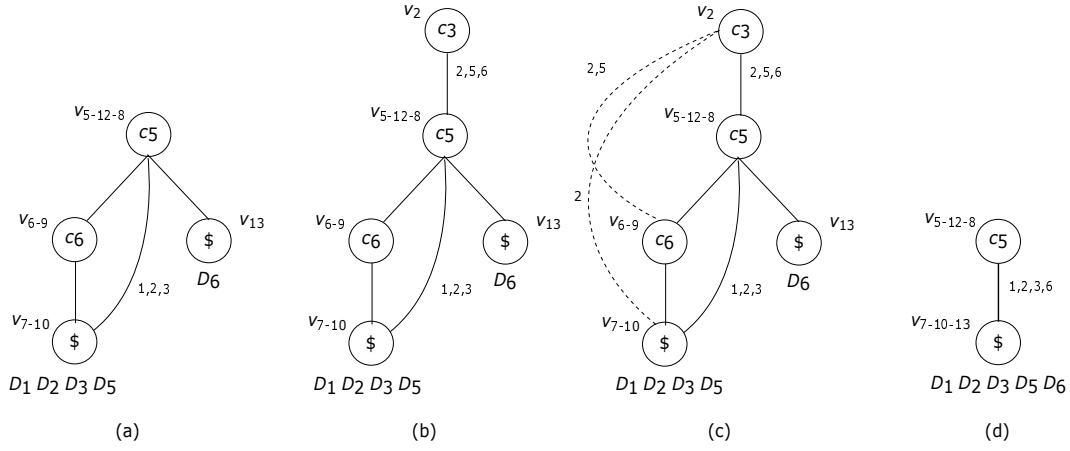 v5-12-8
c5
v6-9
c6
$
v13
D6
1,2,3
v7-10
$
D1 D2 D3 D5
(a)
v2
c3
2,5,6
v5-12-8
c5
v6-9
c6
$
v13
D6
1,2,3
v7-10
$
D1 D2 D3 D5
(b)
v2
c3
2,5
2,5,6
v5-12-8
c5
2
v6-9
c6
$
v13
D6
1,2,3
v7-10
$
D1 D2 D3 D5
(c)
v5-12-8
c5
1,2,3,6
v7-10-13
$
D1 D2 D3 D5 D6
(d)